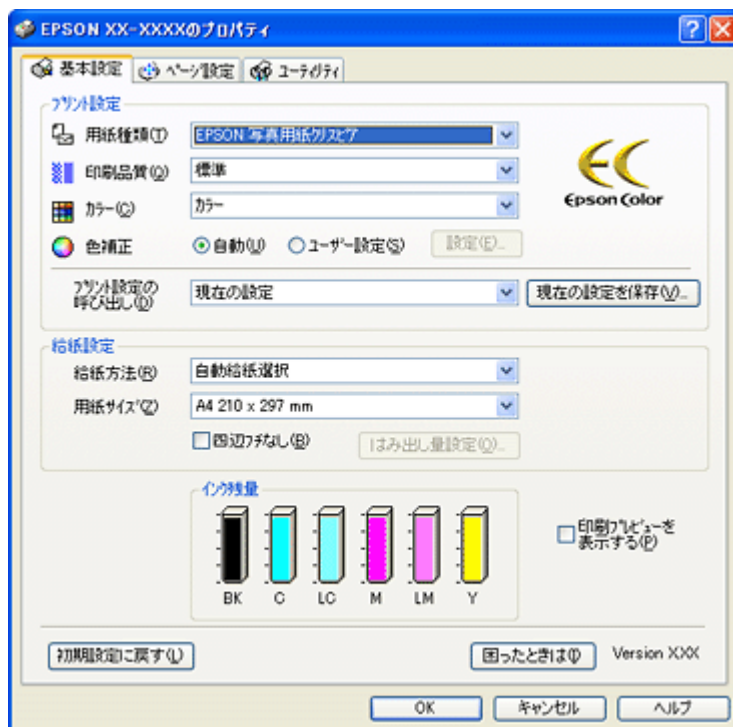 EPSON XX-XXXXのプロパティ
基本設定 ページ設定 ユーティリティ
プリント設定
用紙種類(T) EPSON 写真用紙クリスピア
印刷品質(Q) 標準
カラー(C) カラー
Epson Color
色補正 自動(U) ユーザー設定(S) 設定(E)...
プリント設定の
呼び出し(D) 現在の設定 現在の設定を保存(V)...
給紙設定
給紙方法(R) 自動給紙選択
用紙サイズ(Z) A4 210 x 297 mm
四辺フチなし(B) はみ出し量設定(O)...
インク残量
BK C LC M LM Y
印刷プレビューを
表示する(P)
初期設定に戻す(L) 困ったときは(I) Version X.XX
OK キャンセル ヘルプ